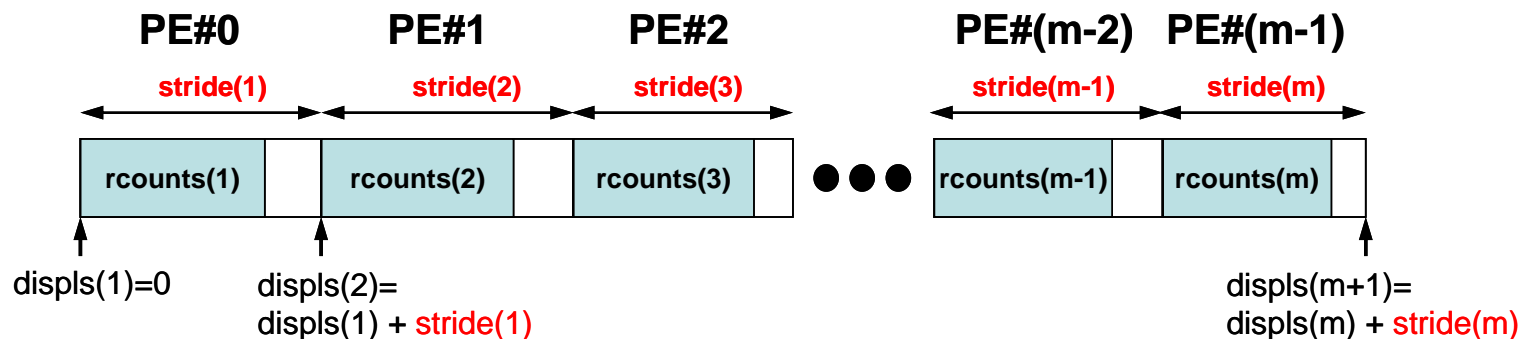 PE#0 PE#1 PE#2 PE#(m-2) PE#(m-1)
stride(1) stride(2) stride(3) stride(m-1) stride(m)
rcounts(1) rcounts(2) rcounts(3) rcounts(m-1) rcounts(m)
displs(1)=0 displs(2)= displs(m+1)=
displs(1) + stride(1) displs(m) + stride(m)